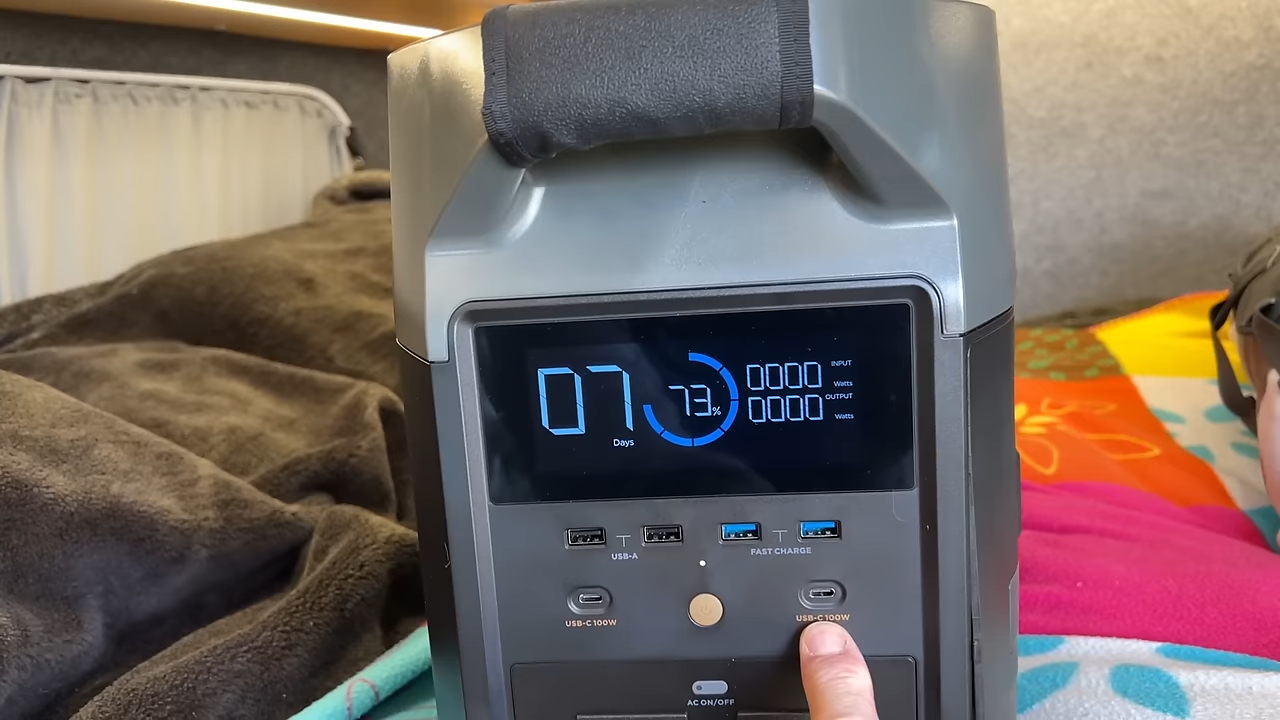 07 Days
73%
0000 INPUT Watts
0000 OUTPUT Watts
USB-A
FAST CHARGE
USB-C 100W
USB-C 100W
AC ON/OFF